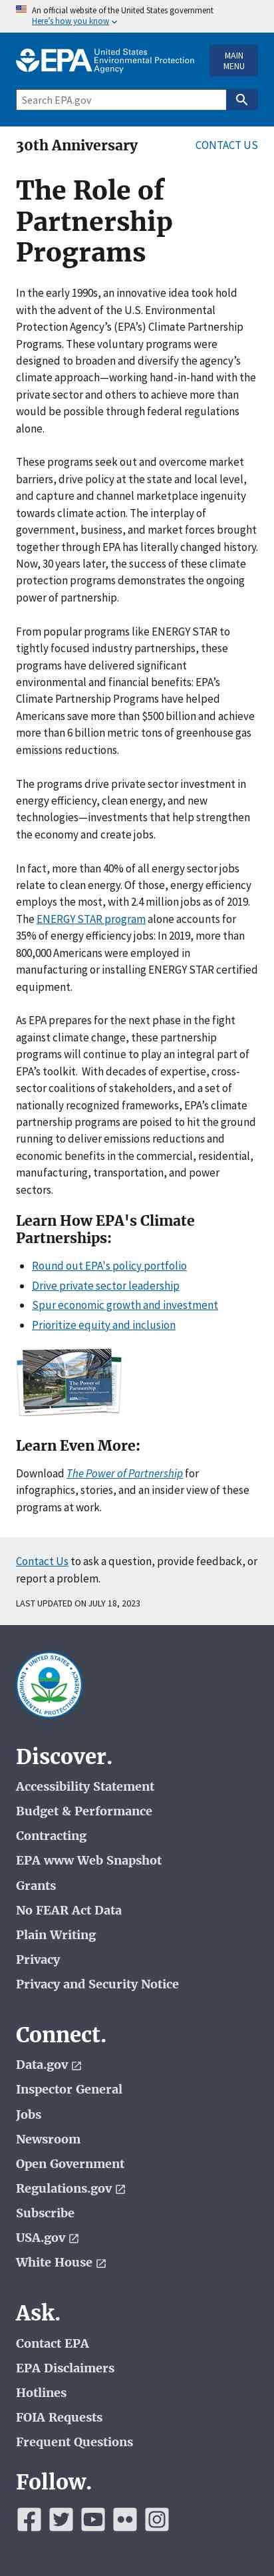 An official website of the United States government
Here's how you know
EPA United States Environmental Protection Agency
MAIN MENU
Search EPA.gov
30th Anniversary
CONTACT US
The Role of
Partnership
Programs
In the early 1990s, an innovative idea took hold
with the advent of the U.S. Environmental
Protection Agency's (EPA's) Climate Partnership
Programs. These voluntary programs were
designed to broaden and diversify the agency's
climate approach—working hand-in-hand with the
private sector and others to achieve more than
would be possible through federal regulations
alone.
These programs seek out and overcome market
barriers, drive policy at the state and local level,
and capture and channel marketplace ingenuity
towards climate action. The interplay of
government, business, and market forces brought
together through EPA has literally changed history.
Now, 30 years later, the success of these climate
protection programs demonstrates the ongoing
power of partnership.
From popular programs like ENERGY STAR to
tightly focused industry partnerships, these
programs have delivered significant
environmental and financial benefits: EPA's
Climate Partnership Programs have helped
Americans save more than $500 billion and achieve
more than 6 billion metric tons of greenhouse gas
emissions reductions.
The programs drive private sector investment in
energy efficiency, clean energy, and new
technologies—investments that help strengthen
the economy and create jobs.
In fact, more than 40% of all energy sector jobs
relate to clean energy. Of those, energy efficiency
employs the most, with 2.4 million jobs as of 2019.
The ENERGY STAR program alone accounts for
35% of energy efficiency jobs: In 2019, more than
800,000 Americans were employed in
manufacturing or installing ENERGY STAR certified
equipment.
As EPA prepares for the next phase in the fight
against climate change, these partnership
programs will continue to play an integral part of
EPA's toolkit. With decades of expertise, cross-
sector coalitions of stakeholders, and a set of
nationally recognized frameworks, EPA's climate
partnership programs are poised to hit the ground
running to deliver emissions reductions and
economic benefits in the commercial, residential,
manufacturing, transportation, and power
sectors.
Learn How EPA's Climate
Partnerships:
Round out EPA's policy portfolio
Drive private sector leadership
Spur economic growth and investment
Prioritize equity and inclusion
The Power of
Partnership
Learn Even More:
Download The Power of Partnership for
infographics, stories, and an insider view of these
programs at work.
Contact Us to ask a question, provide feedback, or
report a problem.
LAST UPDATED ON JULY 18, 2023
UNITED STATES ENVIRONMENTAL PROTECTION AGENCY
Discover.
Accessibility Statement
Budget & Performance
Contracting
EPA www Web Snapshot
Grants
No FEAR Act Data
Plain Writing
Privacy
Privacy and Security Notice
Connect.
Data.gov
Inspector General
Jobs
Newsroom
Open Government
Regulations.gov
Subscribe
USA.gov
White House
Ask.
Contact EPA
EPA Disclaimers
Hotlines
FOIA Requests
Frequent Questions
Follow.